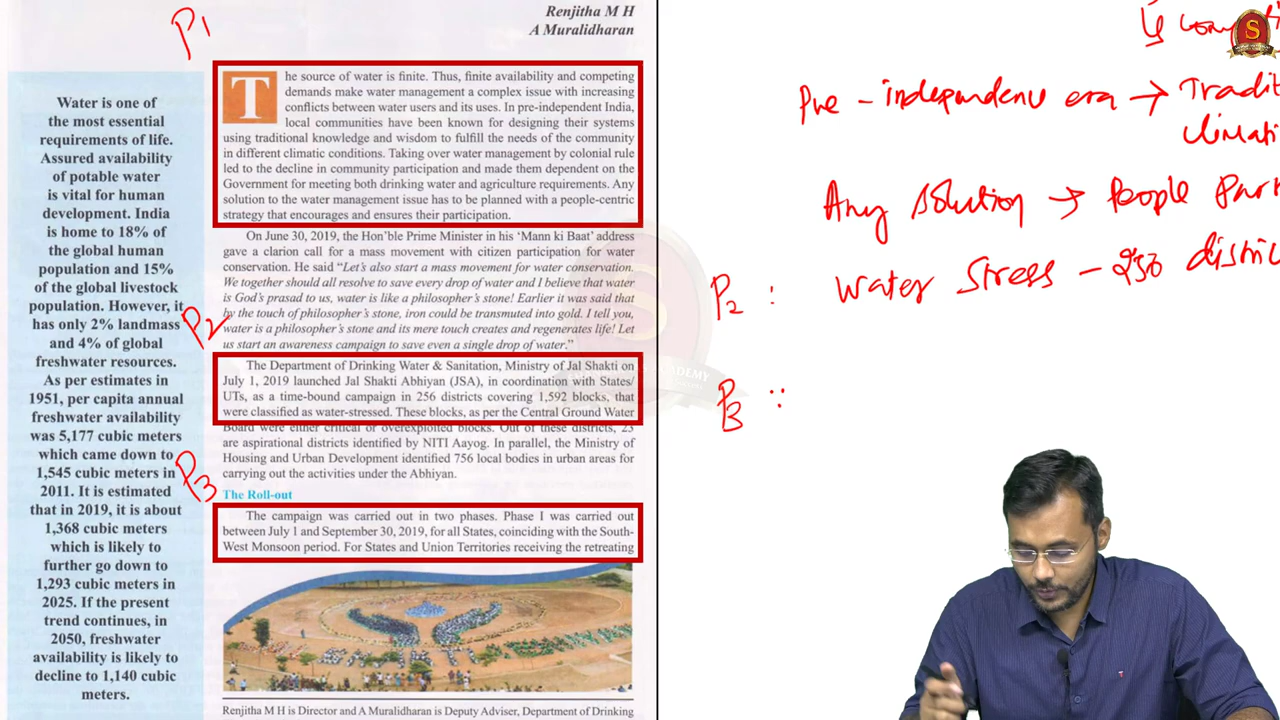 Renjitha M H
A Muralidharan
P1
Water is one of
the most essential
requirements of life.
Assured availability
of potable water
is vital for human
development. India
is home to 18% of
the global human
population and 15%
of the global livestock
population. However, it
has only 2% landmass
and 4% of global
freshwater resources.
As per estimates in
1951, per capita annual
freshwater availability
was 5,177 cubic meters
which came down to
1,545 cubic meters in
2011. It is estimated
that in 2019, it is about
1,368 cubic meters
which is likely to
further go down to
1,293 cubic meters in
2025. If the present
trend continues, in
2050, freshwater
availability is likely to
decline to 1,140 cubic
meters.
The source of water is finite. Thus, finite availability and competing
demands make water management a complex issue with increasing
conflicts between water users and its uses. In pre-independent India,
local communities have been known for designing their systems
using traditional knowledge and wisdom to fulfill the needs of the community
in different climatic conditions. Taking over water management by colonial rule
led to the decline in community participation and made them dependent on the
Government for meeting both drinking water and agriculture requirements. Any
solution to the water management issue has to be planned with a people-centric
strategy that encourages and ensures their participation.
On June 30, 2019, the Hon'ble Prime Minister in his 'Mann ki Baat' address
gave a clarion call for a mass movement with citizen participation for water
conservation. He said "Let's also start a mass movement for water conservation.
We together should all resolve to save every drop of water and I believe that water
is God's prasad to us, water is like a philosopher's stone! Earlier it was said that
by the touch of philosopher's stone, iron could be transmuted into gold. I tell you,
water is a philosopher's stone and its mere touch creates and regenerates life! Let
us start an awareness campaign to save even a single drop of water."
P2
The Department of Drinking Water & Sanitation, Ministry of Jal Shakti on
July 1, 2019 launched Jal Shakti Abhiyan (JSA), in coordination with States/
UTs, as a time-bound campaign in 256 districts covering 1,592 blocks, that
were classified as water-stressed. These blocks, as per the Central Ground Water
Board were either critical or overexploited blocks. Out of these districts, 23
are aspirational districts identified by NITI Aayog. In parallel, the Ministry of
Housing and Urban Development identified 756 local bodies in urban areas for
carrying out the activities under the Abhiyan.
P3
The Roll-out
The campaign was carried out in two phases. Phase I was carried out
between July 1 and September 30, 2019, for all States, coinciding with the South-
West Monsoon period. For States and Union Territories receiving the retreating
Renjitha M H is Director and A Muralidharan is Deputy Adviser, Department of Drinking
S
Pre - independence era → Tradit
climati
Any Solution → People Par
P2 : Water Stress - 256 distric
P3 :